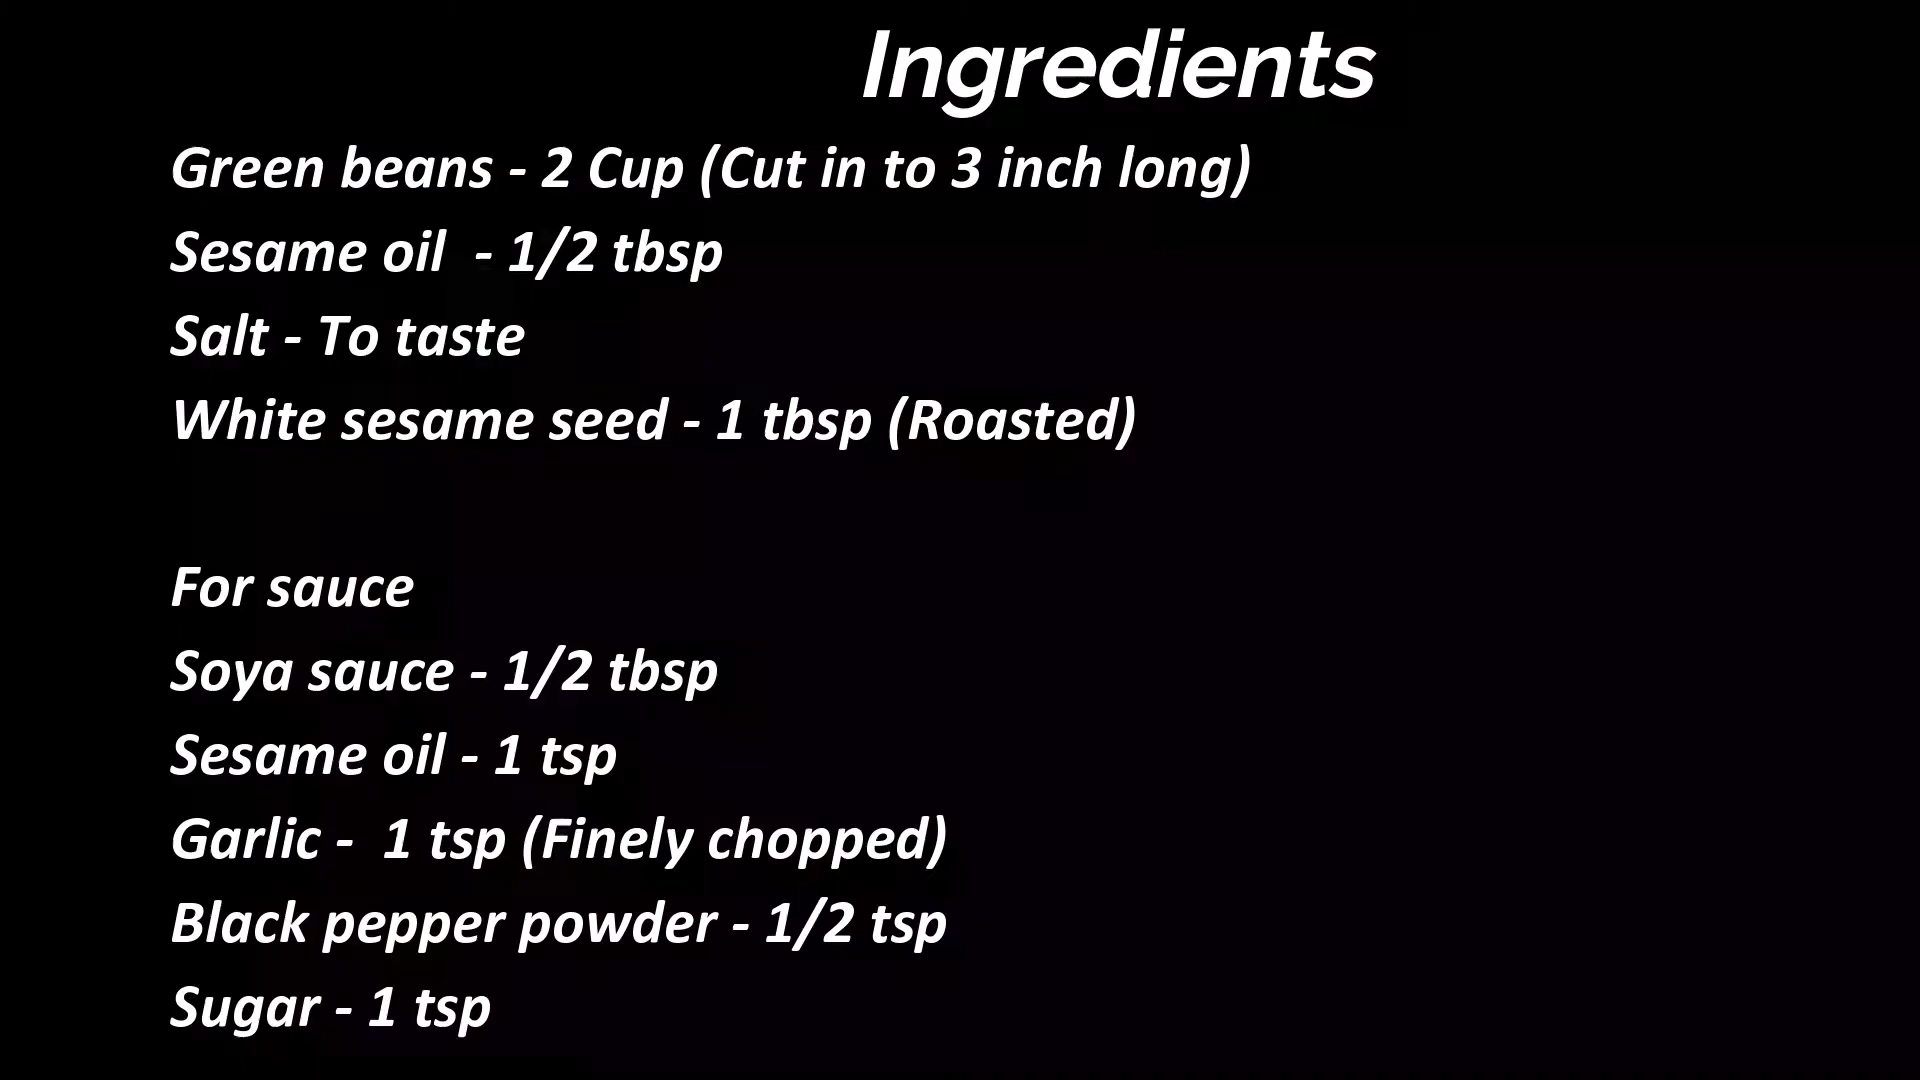 Ingredients
Green beans - 2 Cup (Cut in to 3 inch long)
Sesame oil  - 1/2 tbsp
Salt - To taste
White sesame seed - 1 tbsp (Roasted)
For sauce
Soya sauce - 1/2 tbsp
Sesame oil - 1 tsp
Garlic -  1 tsp (Finely chopped)
Black pepper powder - 1/2 tsp
Sugar - 1 tsp